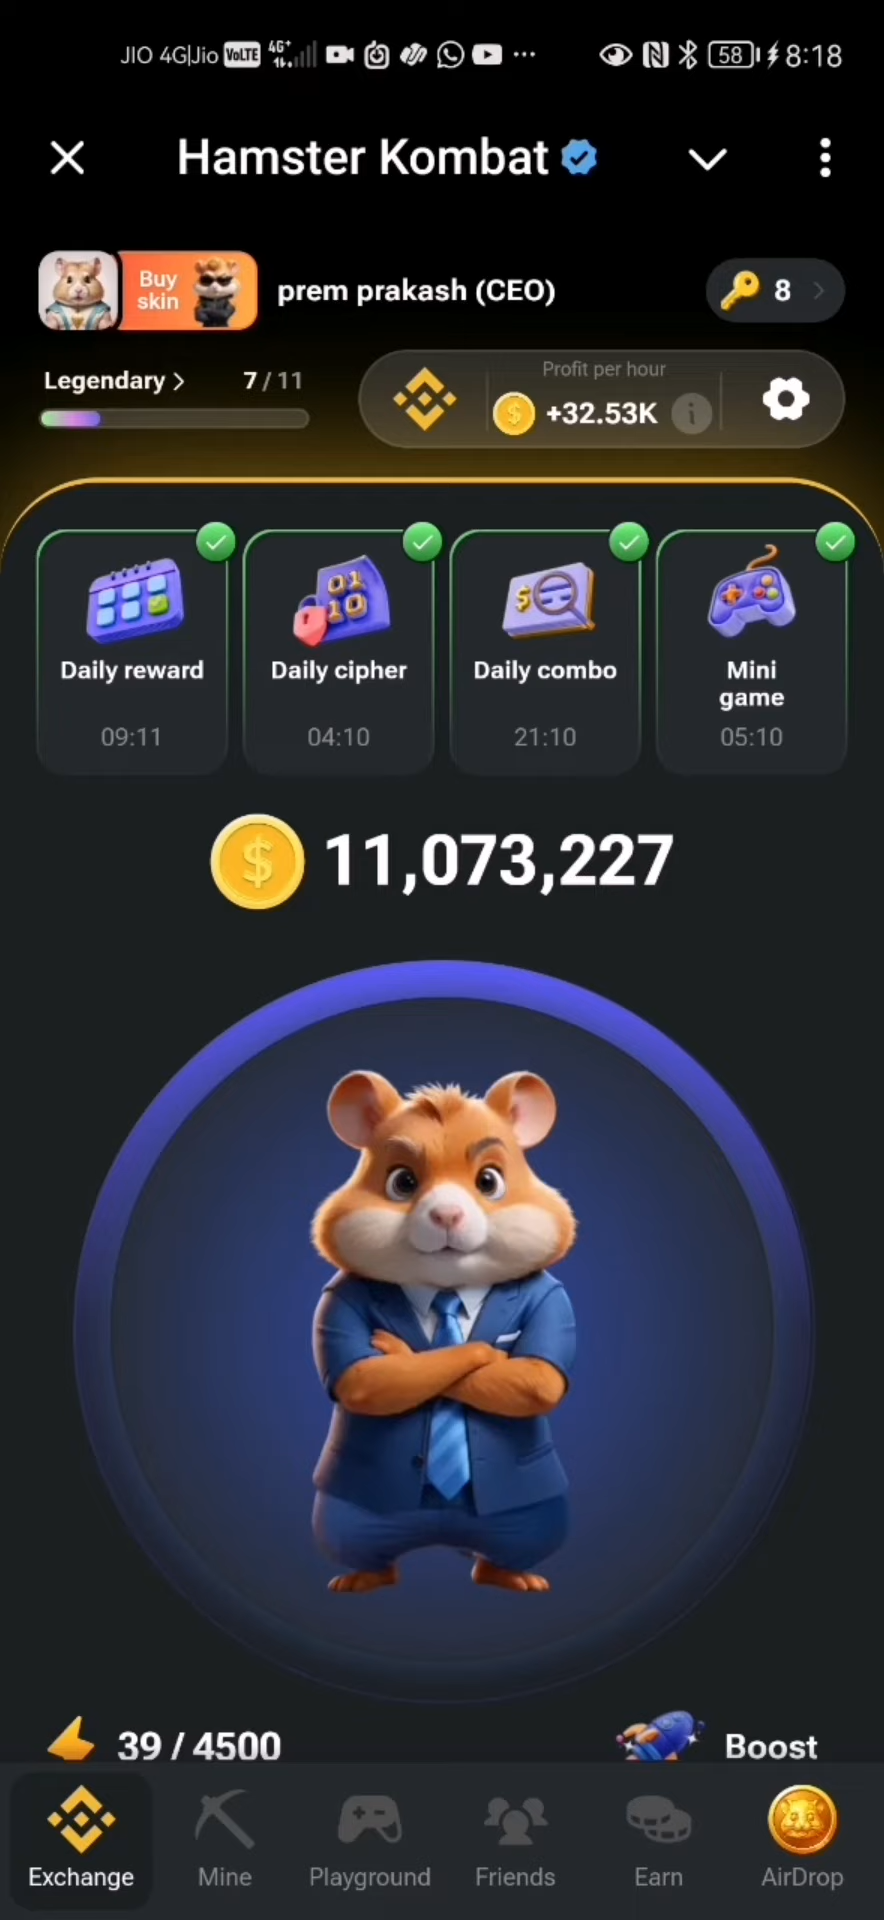 JIO 4G|Jio VoLTE 4G+ ... 58 8:18
Hamster Kombat
Buy
skin
prem prakash (CEO)
8
Legendary >
7 / 11
Profit per hour
+32.53K
Daily reward
09:11
01
10
Daily cipher
04:10
Daily combo
21:10
Mini
game
05:10
11,073,227
39 / 4500
Boost
Exchange
Mine
Playground
Friends
Earn
AirDrop